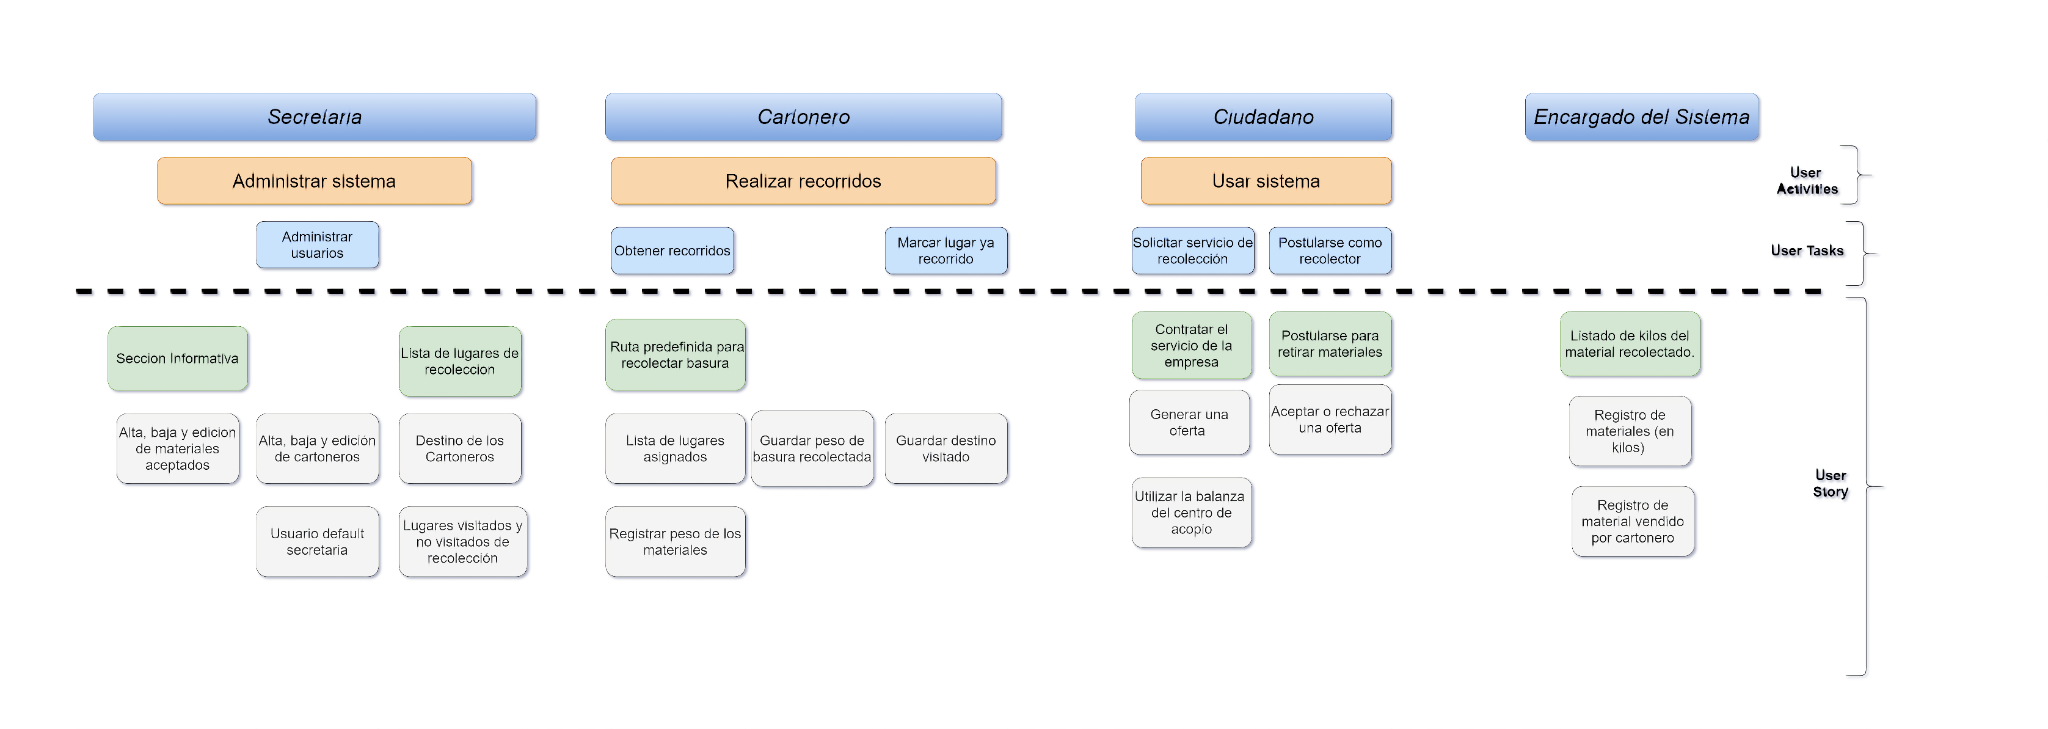 Secretaria
Cartonero
Ciudadano
Encargado del Sistema
Administrar sistema
Realizar recorridos
Usar sistema
User
Activities
Administrar
usuarios
Obtener recorridos
Marcar lugar ya
recorrido
Solicitar servicio de
recolección
Postularse como
recolector
User Tasks
Seccion Informativa
Lista de lugares de
recoleccion
Ruta predefinida para
recolectar basura
Contratar el
servicio de la
empresa
Postularse para
retirar materiales
Listado de kilos del
material recolectado.
Alta, baja y edicion
de materiales
aceptados
Alta, baja y edición
de cartoneros
Destino de los
Cartoneros
Lista de lugares
asignados
Guardar peso de
basura recolectada
Guardar destino
visitado
Generar una
oferta
Aceptar o rechazar
una oferta
Registro de
materiales (en
kilos)
User
Story
Usuario default
secretaria
Lugares visitados y
no visitados de
recolección
Registrar peso de los
materiales
Utilizar la balanza
del centro de
acopio
Registro de
material vendido
por cartonero